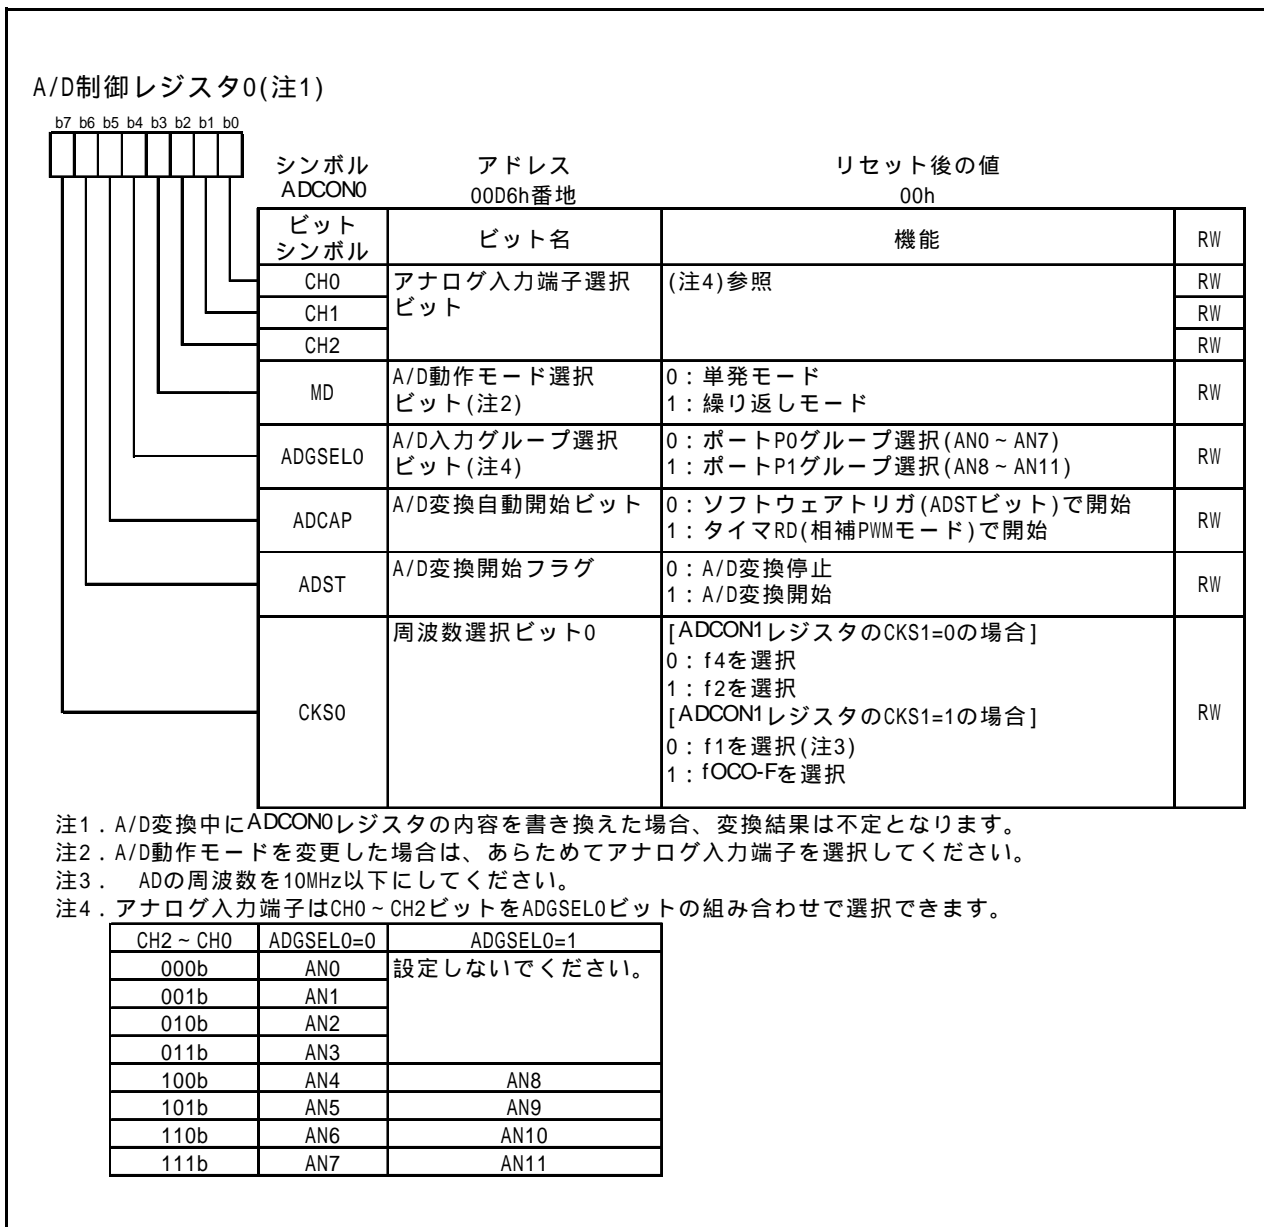 A/D制御レジスタ0(注1)
b7 b6 b5 b4 b3 b2 b1 b0
シンボル アドレス リセット後の値
ADCON0 00D6h番地 00h
ビット
シンボル ビット名 機能 RW
CH0 アナログ入力端子選択 (注4)参照 RW
CH1 ビット RW
CH2 RW
MD A/D動作モード選択
ビット(注2) 0：単発モード
1：繰り返しモード RW
ADGSEL0 A/D入力グループ選択
ビット(注4) 0：ポートP0グループ選択(AN0～AN7)
1：ポートP1グループ選択(AN8～AN11) RW
ADCAP A/D変換自動開始ビット 0：ソフトウェアトリガ(ADSTビット)で開始
1：タイマRD(相補PWMモード)で開始 RW
ADST A/D変換開始フラグ 0：A/D変換停止
1：A/D変換開始 RW
CKS0 周波数選択ビット0 [ADCON1レジスタのCKS1=0の場合]
0：f4を選択
1：f2を選択
[ADCON1レジスタのCKS1=1の場合]
0：f1を選択(注3)
1：fOCO-Fを選択 RW
注1．A/D変換中にADCON0レジスタの内容を書き換えた場合、変換結果は不定となります。
注2．A/D動作モードを変更した場合は、あらためてアナログ入力端子を選択してください。
注3． ADの周波数を10MHz以下にしてください。
注4．アナログ入力端子はCH0～CH2ビットをADGSEL0ビットの組み合わせで選択できます。
CH2～CH0 ADGSEL0=0 ADGSEL0=1
000b AN0 設定しないでください。
001b AN1
010b AN2
011b AN3
100b AN4 AN8
101b AN5 AN9
110b AN6 AN10
111b AN7 AN11